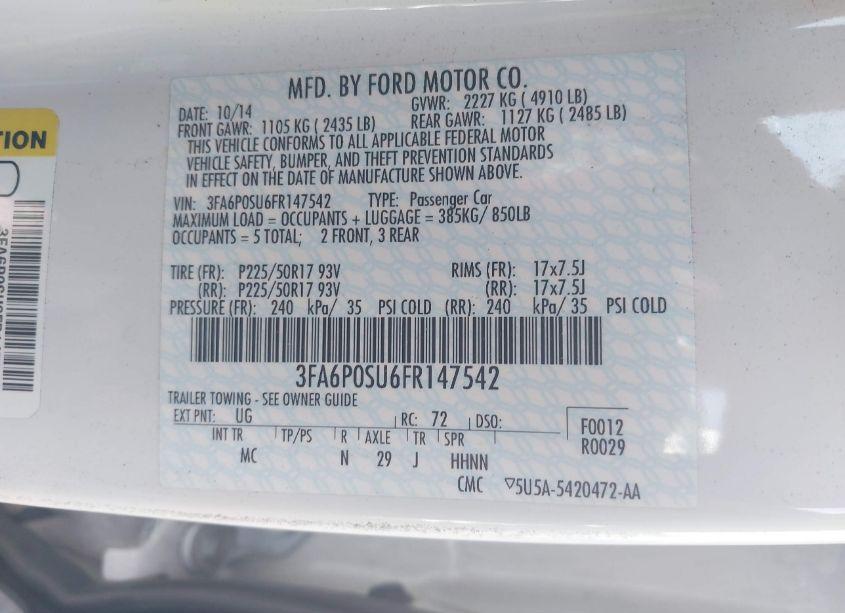 MFD. BY FORD MOTOR CO.
DATE: 10/14 GVWR: 2227 KG ( 4910 LB)
FRONT GAWR: 1105 KG ( 2435 LB) REAR GAWR: 1127 KG ( 2485 LB)
THIS VEHICLE CONFORMS TO ALL APPLICABLE FEDERAL MOTOR
VEHICLE SAFETY, BUMPER, AND THEFT PREVENTION STANDARDS
IN EFFECT ON THE DATE OF MANUFACTURE SHOWN ABOVE.
VIN: 3FA6P0SU6FR147542 TYPE: Passenger Car
MAXIMUM LOAD = OCCUPANTS + LUGGAGE = 385KG/ 850LB
OCCUPANTS = 5 TOTAL; 2 FRONT, 3 REAR
TIRE (FR): P225/50R17 93V RIMS (FR): 17x7.5J
(RR): P225/50R17 93V (RR): 17x7.5J
PRESSURE (FR): 240 kPa/ 35 PSI COLD (RR): 240 kPa/ 35 PSI COLD
3FA6P0SU6FR147542
TRAILER TOWING - SEE OWNER GUIDE
EXT PNT: UG RC: 72 DSO: F0012
INT TR TP/PS R AXLE TR SPR R0029
MC N 29 J HHNN
CMC ▽5U5A-5420472-AA